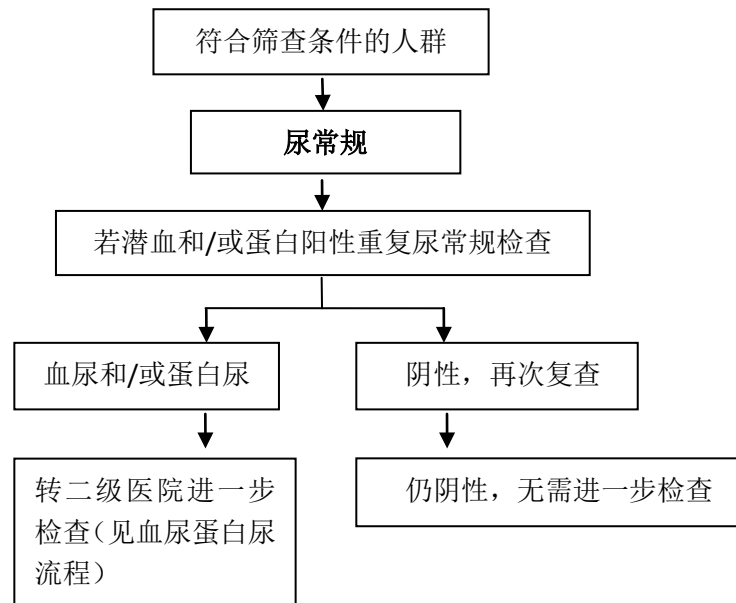 符合筛查条件的人群
尿常规
若潜血和/或蛋白阳性重复尿常规检查
血尿和/或蛋白尿
阴性，再次复查
转二级医院进一步
检查（见血尿蛋白尿
流程）
仍阴性，无需进一步检查